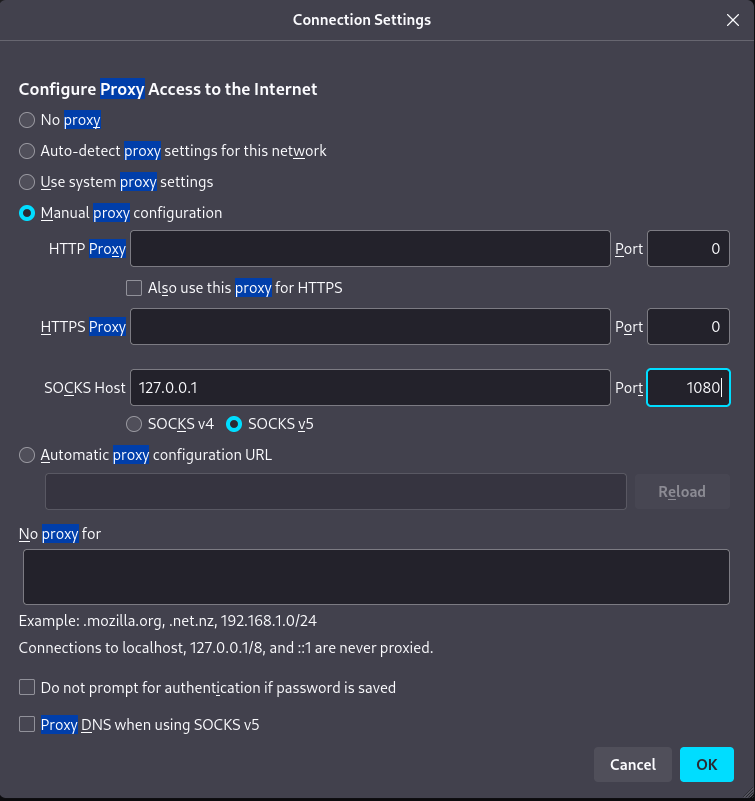 Connection Settings
Configure Proxy Access to the Internet
No proxy
Auto-detect proxy settings for this network
Use system proxy settings
Manual proxy configuration
HTTP Proxy Port 0
Also use this proxy for HTTPS
HTTPS Proxy Port 0
SOCKS Host 127.0.0.1 Port 1080
SOCKS v4 SOCKS v5
Automatic proxy configuration URL
Reload
No proxy for
Example: .mozilla.org, .net.nz, 192.168.1.0/24
Connections to localhost, 127.0.0.1/8, and ::1 are never proxied.
Do not prompt for authentication if password is saved
Proxy DNS when using SOCKS v5
Cancel OK